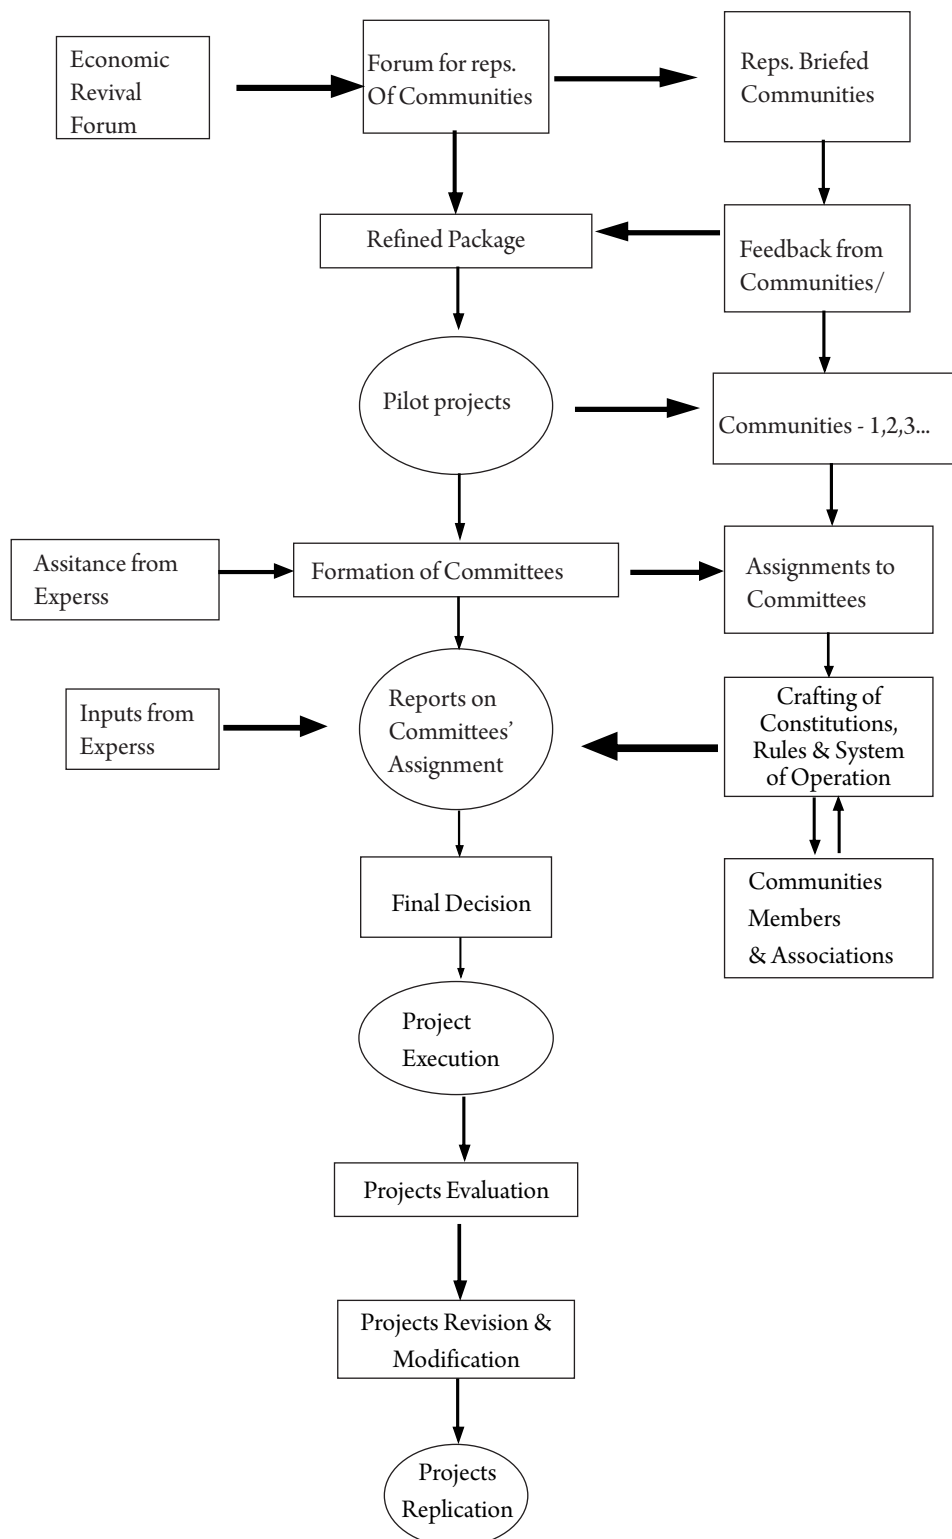 Economic
Revival
Forum
Forum for reps.
Of Communities
Reps. Briefed
Communities
Refined Package
Feedback from
Communities/
Pilot projects
Communities - 1,2,3...
Assitance from
Experss
Formation of Committees
Assignments to
Committees
Inputs from
Experss
Reports on
Committees’
Assignment
Crafting of
Constitutions,
Rules & System
of Operation
Final Decision
Communities
Members
& Associations
Project
Execution
Projects Evaluation
Projects Revision &
Modification
Projects
Replication